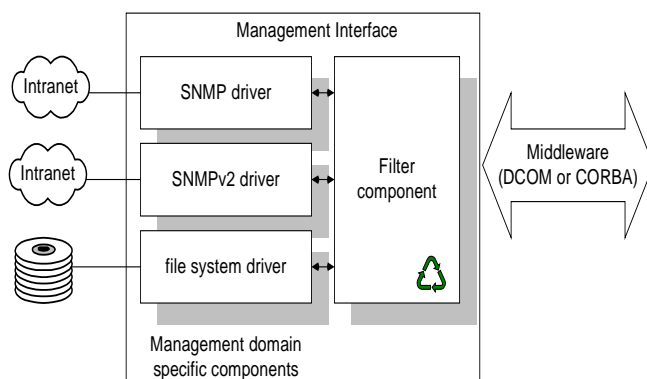 Management Interface
Intranet
SNMP driver
Intranet
SNMPv2 driver
file system driver
Filter
component
Middleware
(DCOM or CORBA)
Management domain
specific components